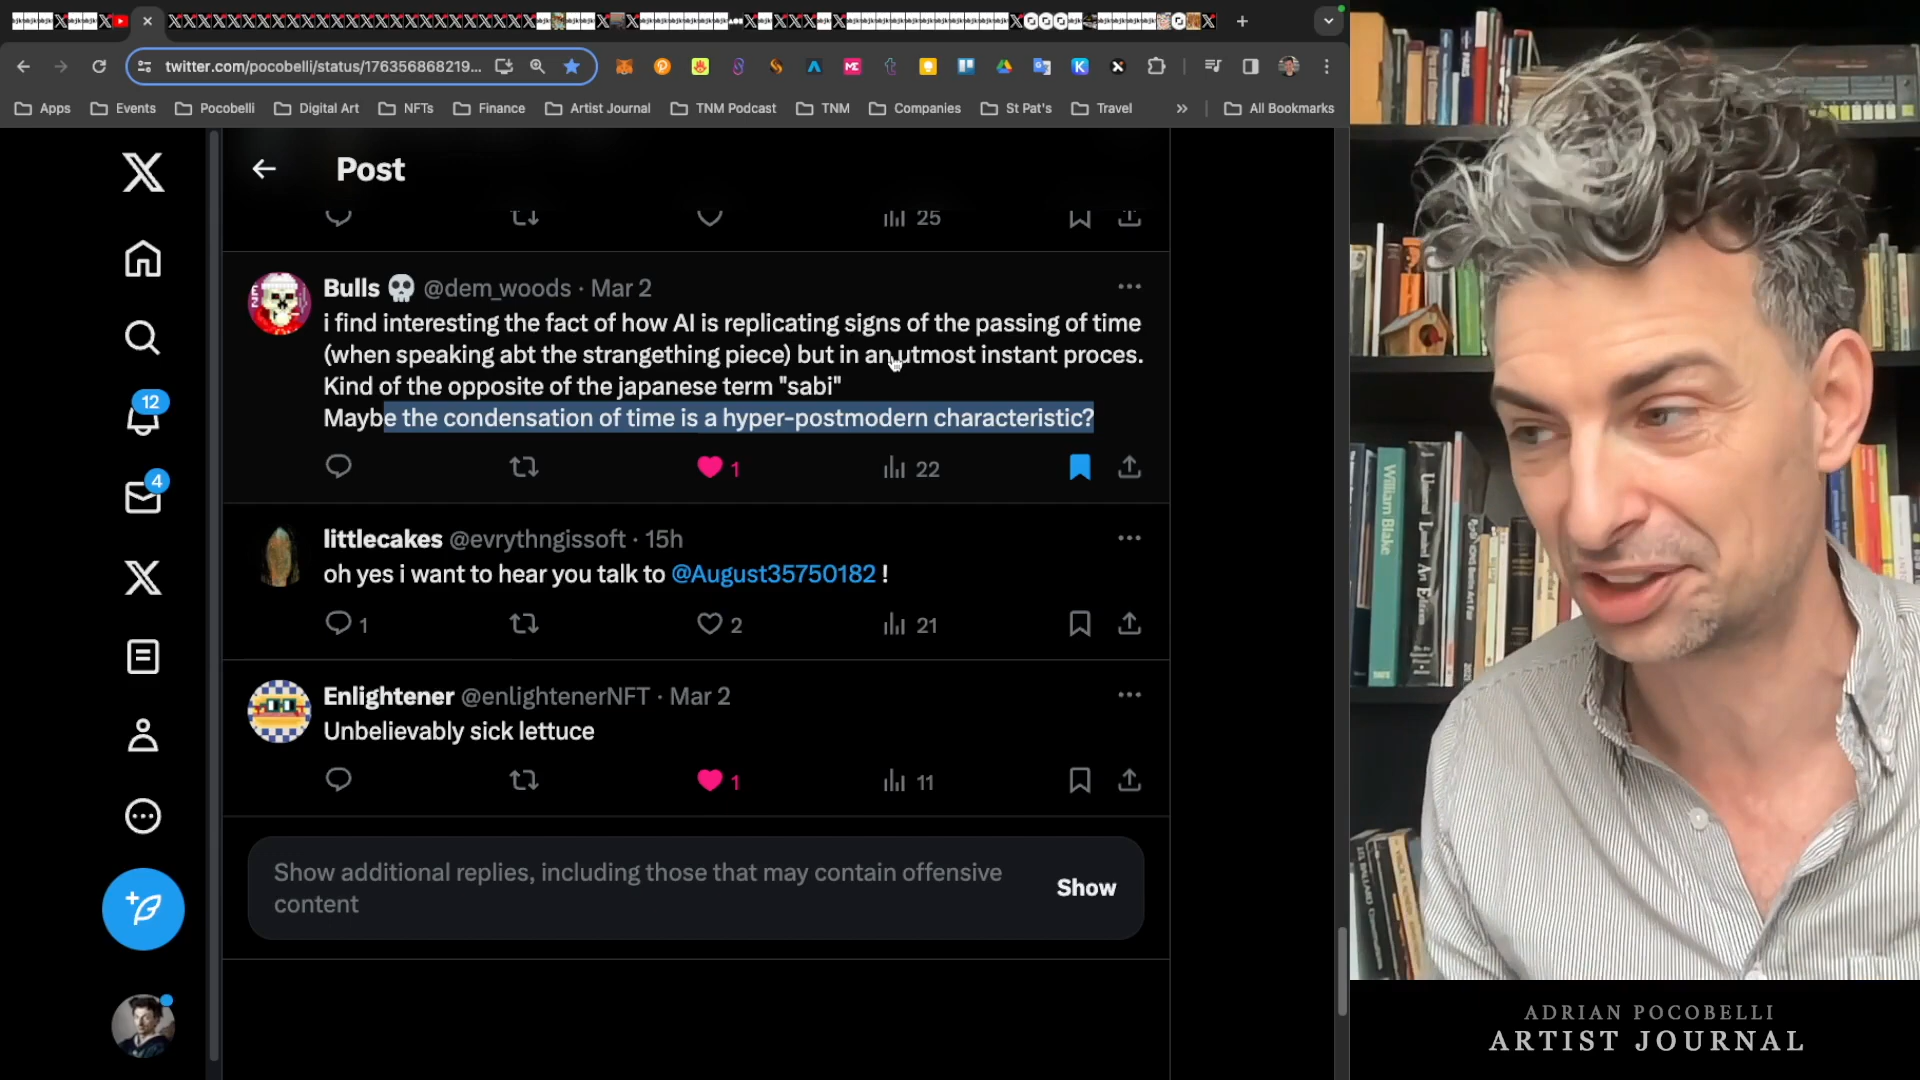 twitter.com/pocobelli/status/176356868219...
Apps
Events
Pocobelli
Digital Art
NFTs
Finance
Artist Journal
TNM Podcast
TNM
Companies
St Pat's
Travel
»
All Bookmarks
Post
25
Bulls 💀 @dem_woods · Mar 2
i find interesting the fact of how AI is replicating signs of the passing of time
(when speaking abt the strangething piece) but in an utmost instant proces.
Kind of the opposite of the japanese term "sabi"
Maybe the condensation of time is a hyper-postmodern characteristic?
1
22
12
4
littlecakes @evrythngissoft · 15h
oh yes i want to hear you talk to @August35750182 !
1
2
21
Enlightener @enlightenerNFT · Mar 2
Unbelievably sick lettuce
1
11
Show additional replies, including those that may contain offensive
content
Show
William Blake
Unlimited
ADRIAN POCOBELLI
ARTIST JOURNAL